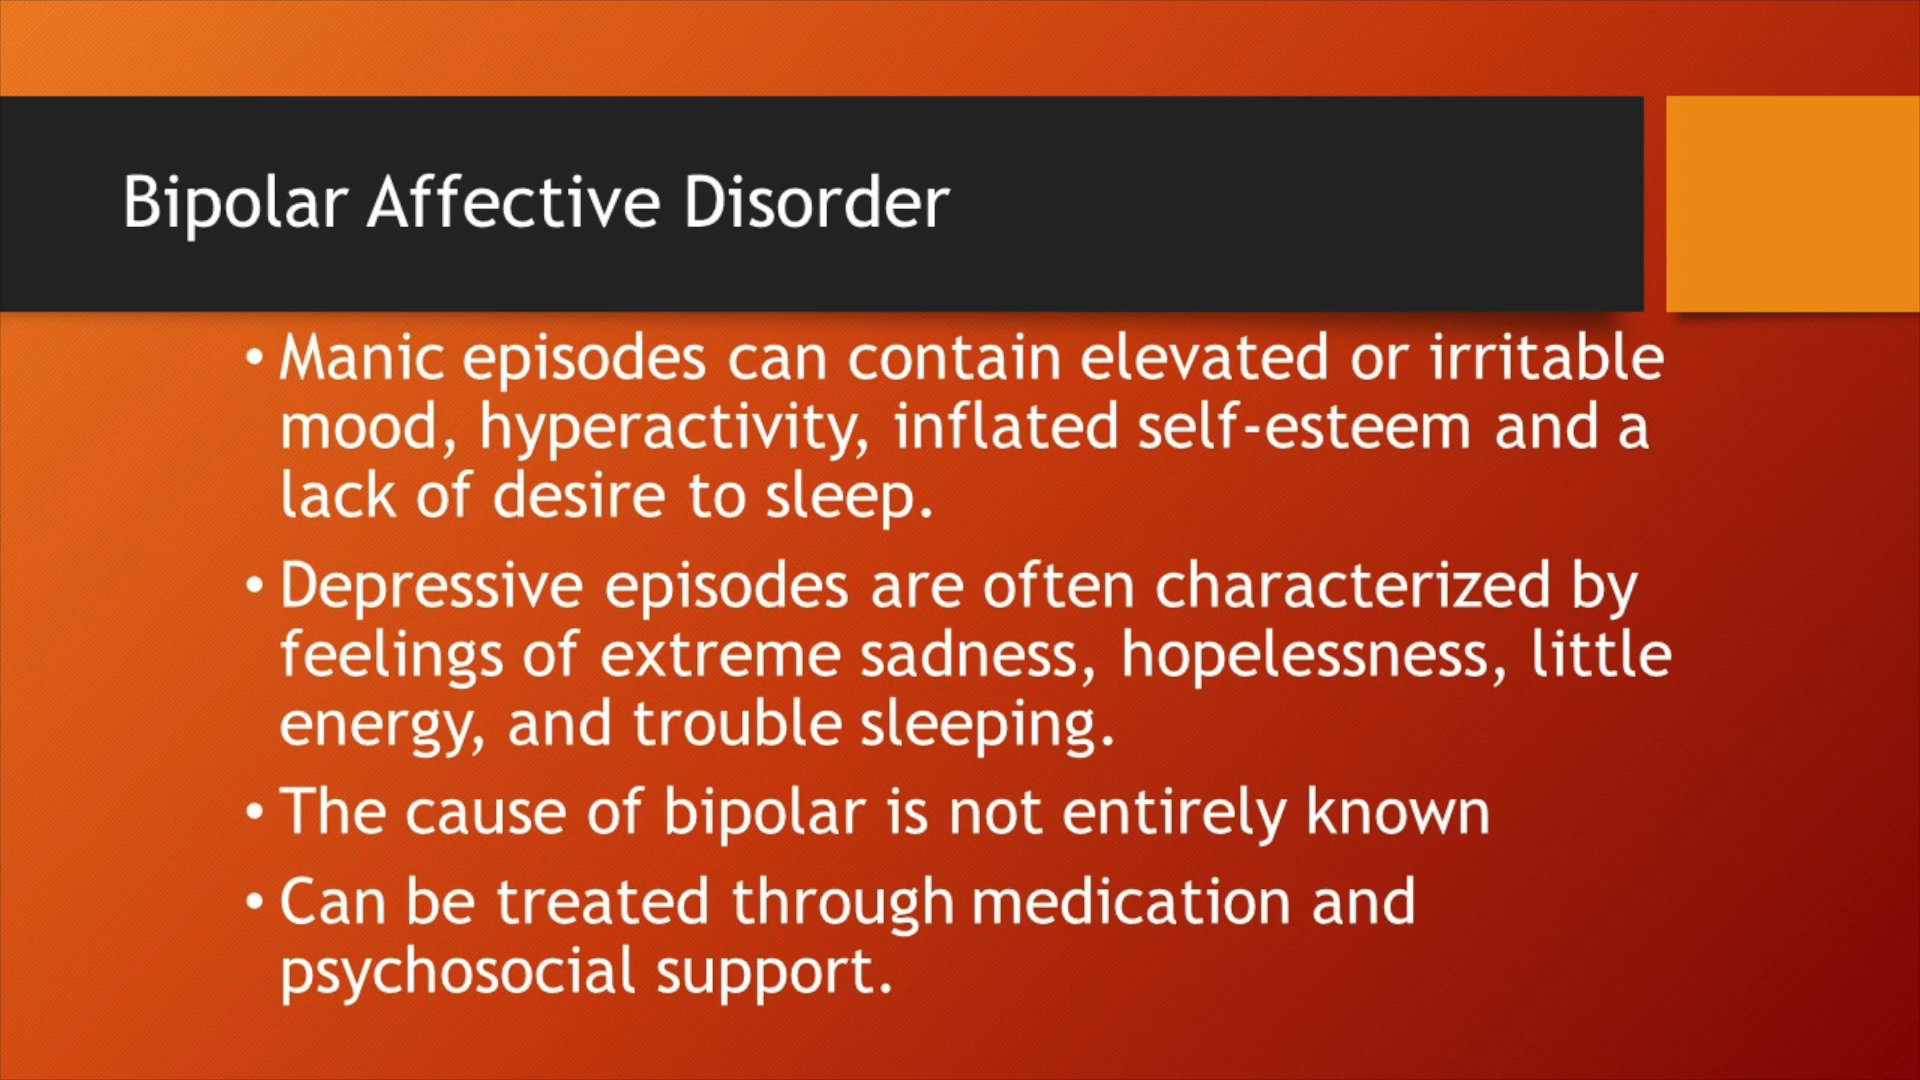 Bipolar Affective Disorder
• Manic episodes can contain elevated or irritable
mood, hyperactivity, inflated self-esteem and a
lack of desire to sleep.
• Depressive episodes are often characterized by
feelings of extreme sadness, hopelessness, little
energy, and trouble sleeping.
• The cause of bipolar is not entirely known
• Can be treated through medication and
psychosocial support.